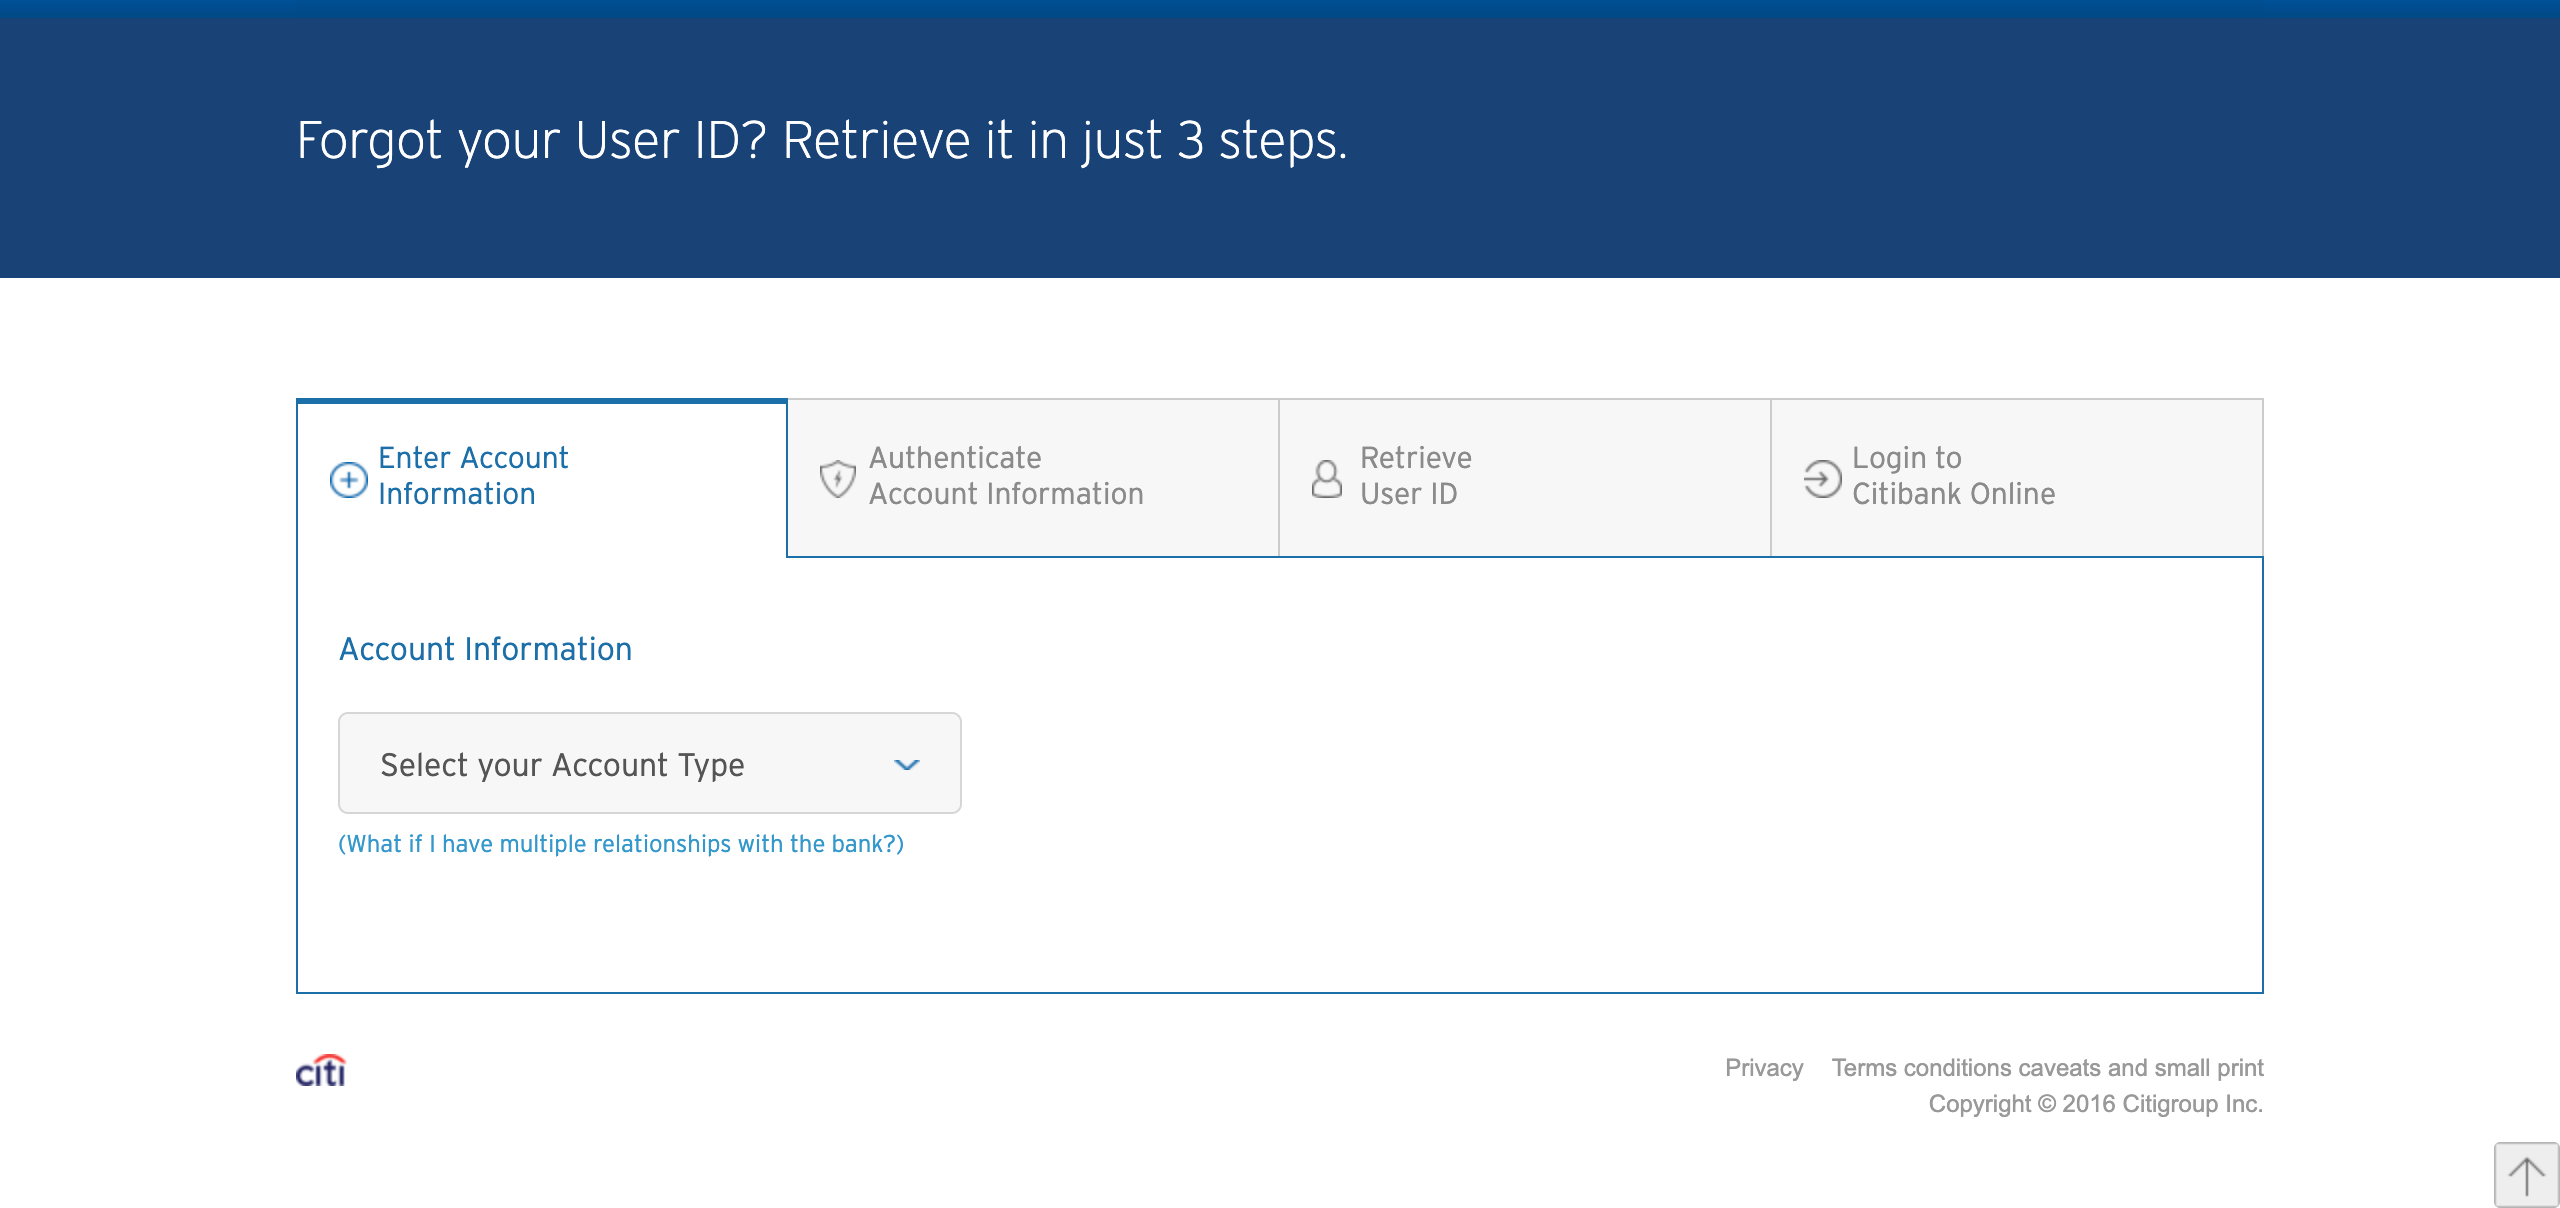 Forgot your User ID? Retrieve it in just 3 steps.
Enter Account
Information
Authenticate
Account Information
Retrieve
User ID
Login to
Citibank Online
Account Information
Select your Account Type
(What if I have multiple relationships with the bank?)
citi
Privacy Terms conditions caveats and small print
Copyright © 2016 Citigroup Inc.